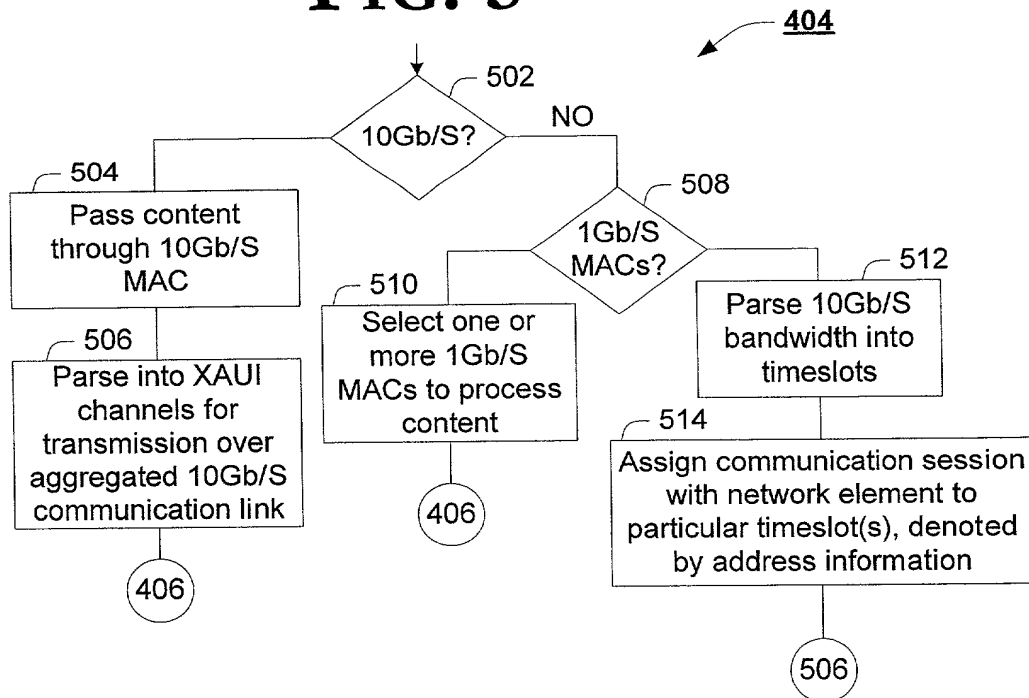 FIG. 5
404
502
10Gb/S?
NO
504
Pass content
through 10Gb/S
MAC
508
1Gb/S
MACs?
506
Parse into XAUI
channels for
transmission over
aggregated 10Gb/S
communication link
406
510
Select one or
more 1Gb/S
MACs to process
content
406
512
Parse 10Gb/S
bandwidth into
timeslots
514
Assign communication session
with network element to
particular timeslot(s), denoted
by address information
506